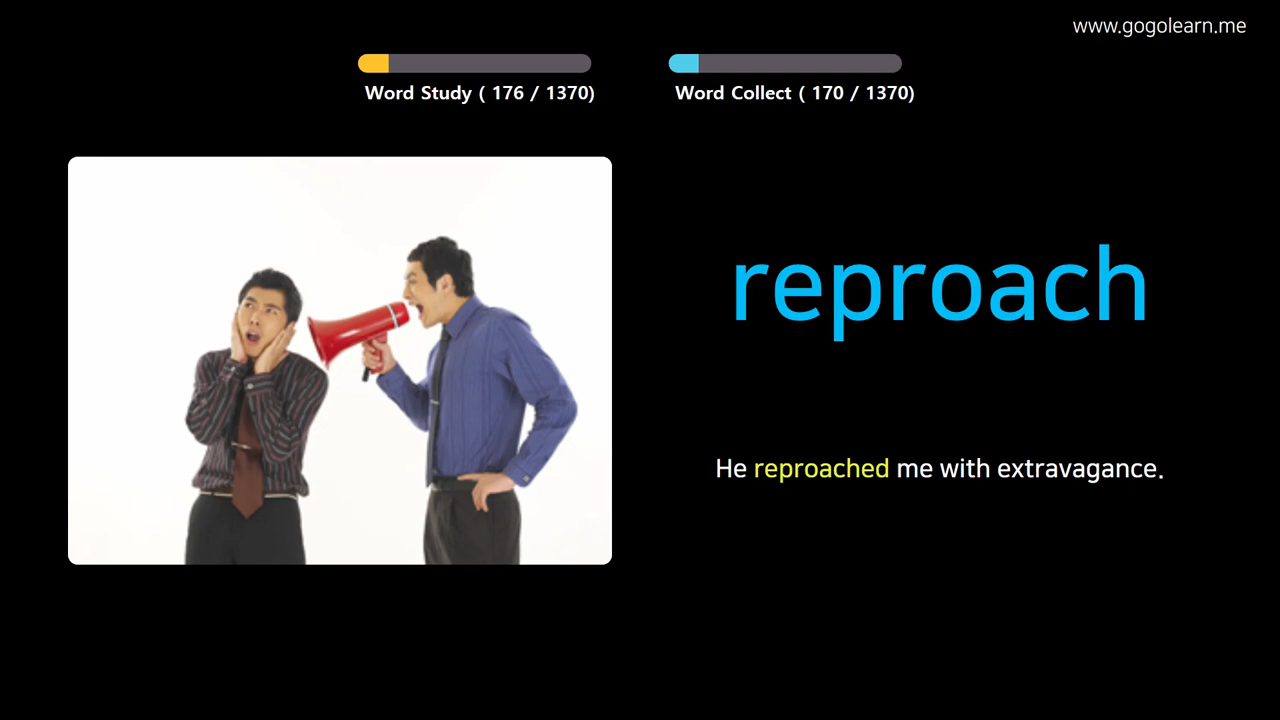 www.gogolearn.me
Word Study ( 176 / 1370)
Word Collect ( 170 / 1370)
reproach
He reproached me with extravagance.